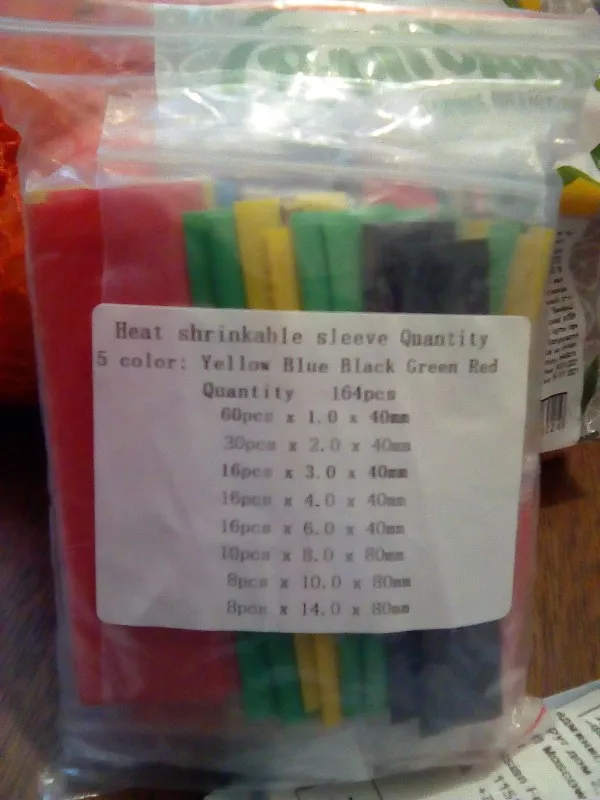 Heat shrinkable sleeve Quantity
5 color: Yellow Blue Black Green Red
Quantity 164pcs
60pcs x 1.0 x 40mm
30pcs x 2.0 x 40mm
16pcs x 3.0 x 40mm
16pcs x 4.0 x 40mm
16pcs x 6.0 x 40mm
10pcs x 8.0 x 80mm
8pcs x 10.0 x 80mm
8pcs x 14.0 x 80mm